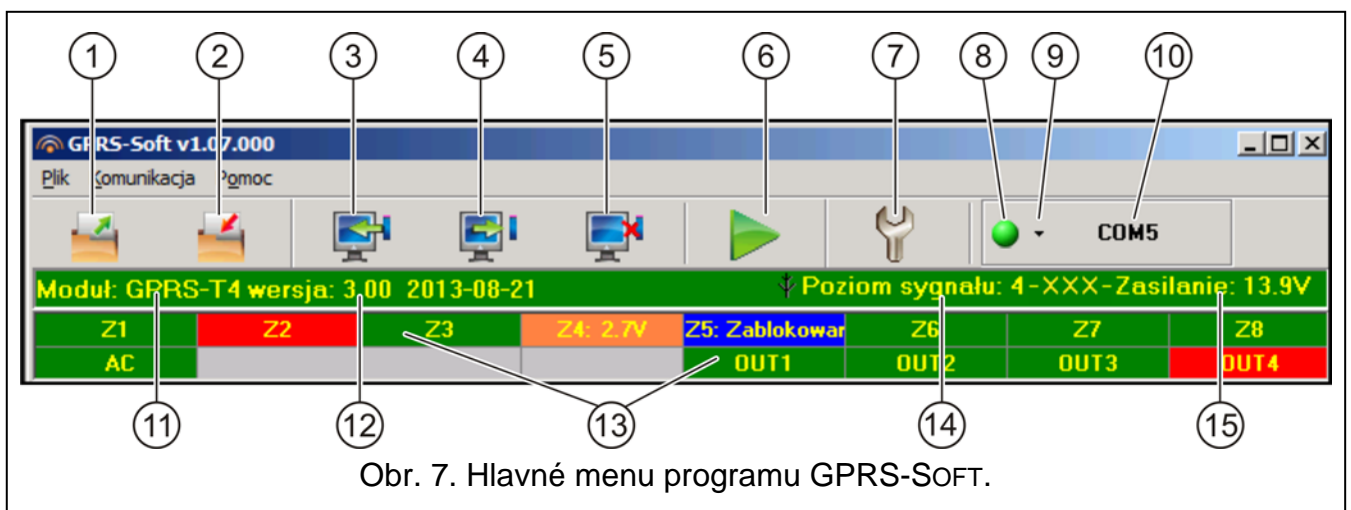 1 2 3 4 5 6 7 8 9 10
GPRS-Soft v1.07.000
Plik Komunikacja Pomoc
COM5
Moduł: GPRS-T4 wersja: 3.00 2013-08-21 Poziom sygnału: 4-XXX-Zasilanie: 13.9V
Z1 Z2 Z3 Z4: 2.7V Z5: Zablokowar Z6 Z7 Z8
AC OUT1 OUT2 OUT3 OUT4
11 12 13 14 15
Obr. 7. Hlavné menu programu GPRS-SOFT.